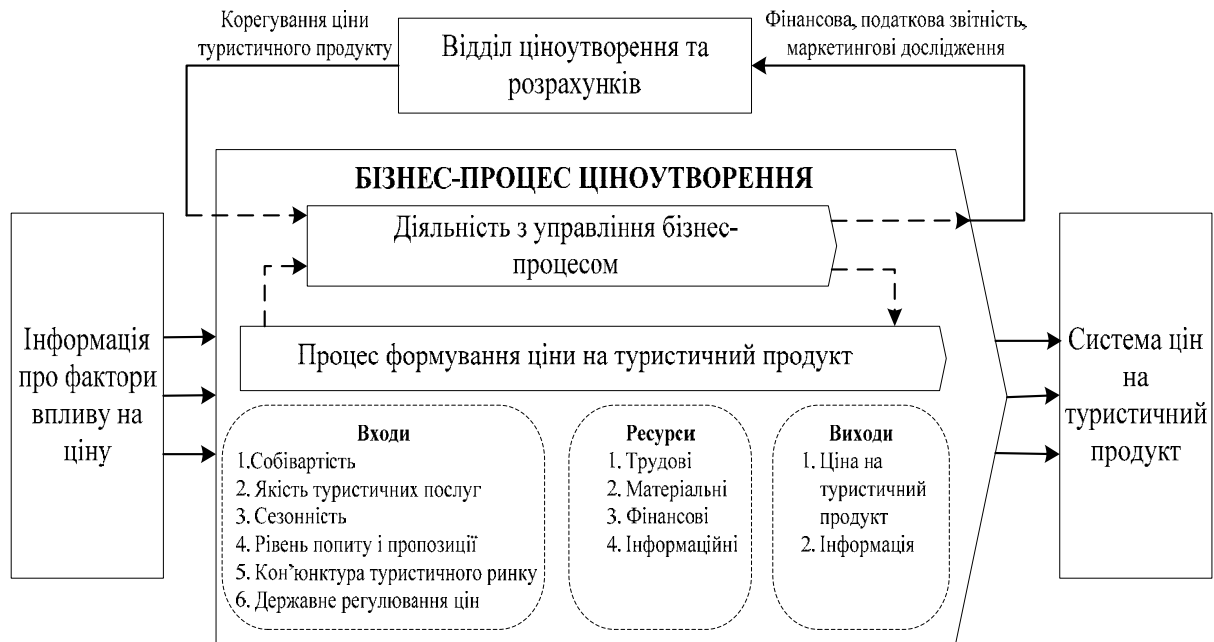 Корегування ціни
туристичного продукту
Відділ ціноутворення та
розрахунків
Фінансова, податкова звітність,
маркетингові дослідження
БІЗНЕС-ПРОЦЕС ЦІНОУТВОРЕННЯ
Діяльність з управління бізнес-
процесом
Інформація
про фактори
впливу на
ціну
Процес формування ціни на туристичний продукт
Система цін
на
туристичний
продукт
Входи
1.Собівартість
2. Якість туристичних послуг
3. Сезонність
4. Рівень попиту і пропозиції
5. Кон’юнктура туристичного ринку
6. Державне регулювання цін
Ресурси
1. Трудові
2. Матеріальні
3. Фінансові
4. Інформаційні
Виходи
1. Ціна на
туристичний
продукт
2. Інформація